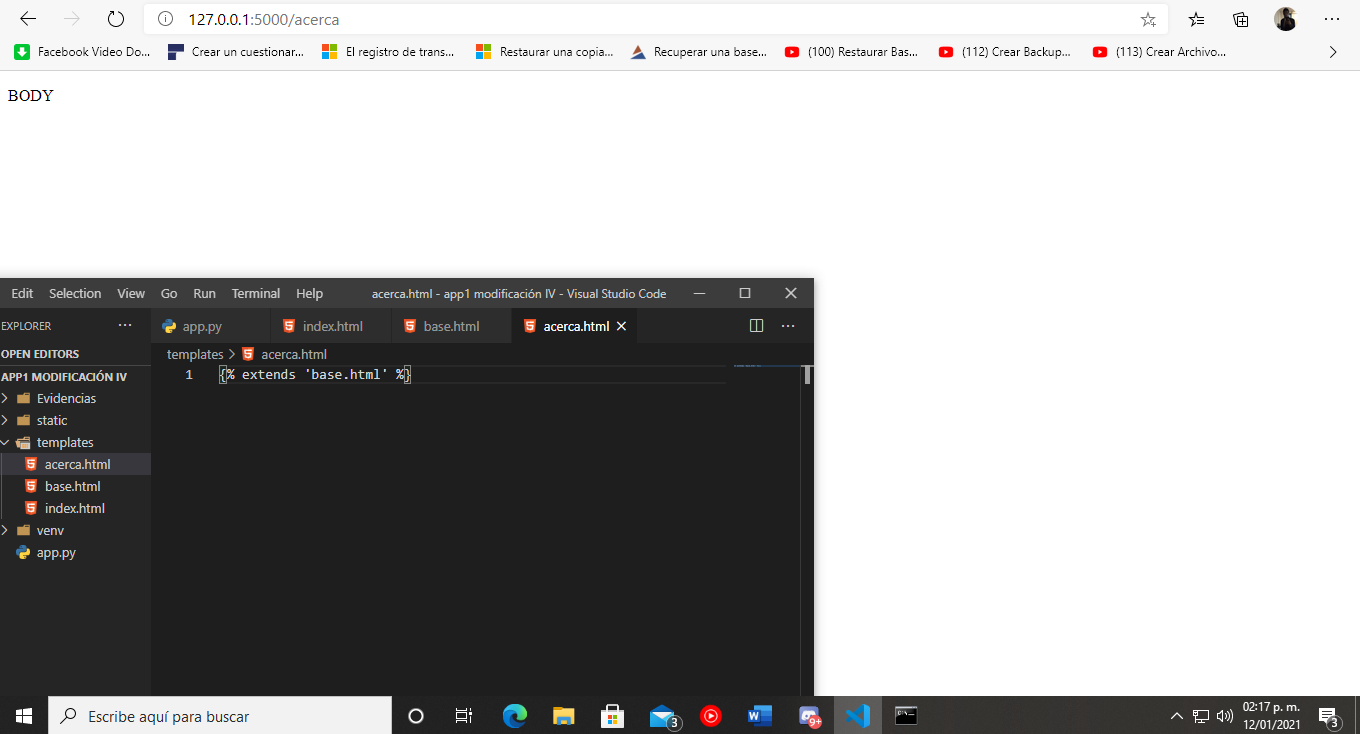 127.0.0.1:5000/acerca
Facebook Video Do... Crear un cuestionar... El registro de trans... Restaurar una copia... Recuperar una base... (100) Restaurar Bas... (112) Crear Backup... (113) Crear Archivo...
BODY
Edit Selection View Go Run Terminal Help acerca.html - app1 modificación IV - Visual Studio Code
EXPLORER ... app.py index.html base.html acerca.html ...
OPEN EDITORS
templates > acerca.html
APP1 MODIFICACIÓN IV
1 {% extends 'base.html' %}
Evidencias
static
templates
acerca.html
base.html
index.html
venv
app.py
Escribe aquí para buscar
3
9+
02:17 p. m.
12/01/2021
3